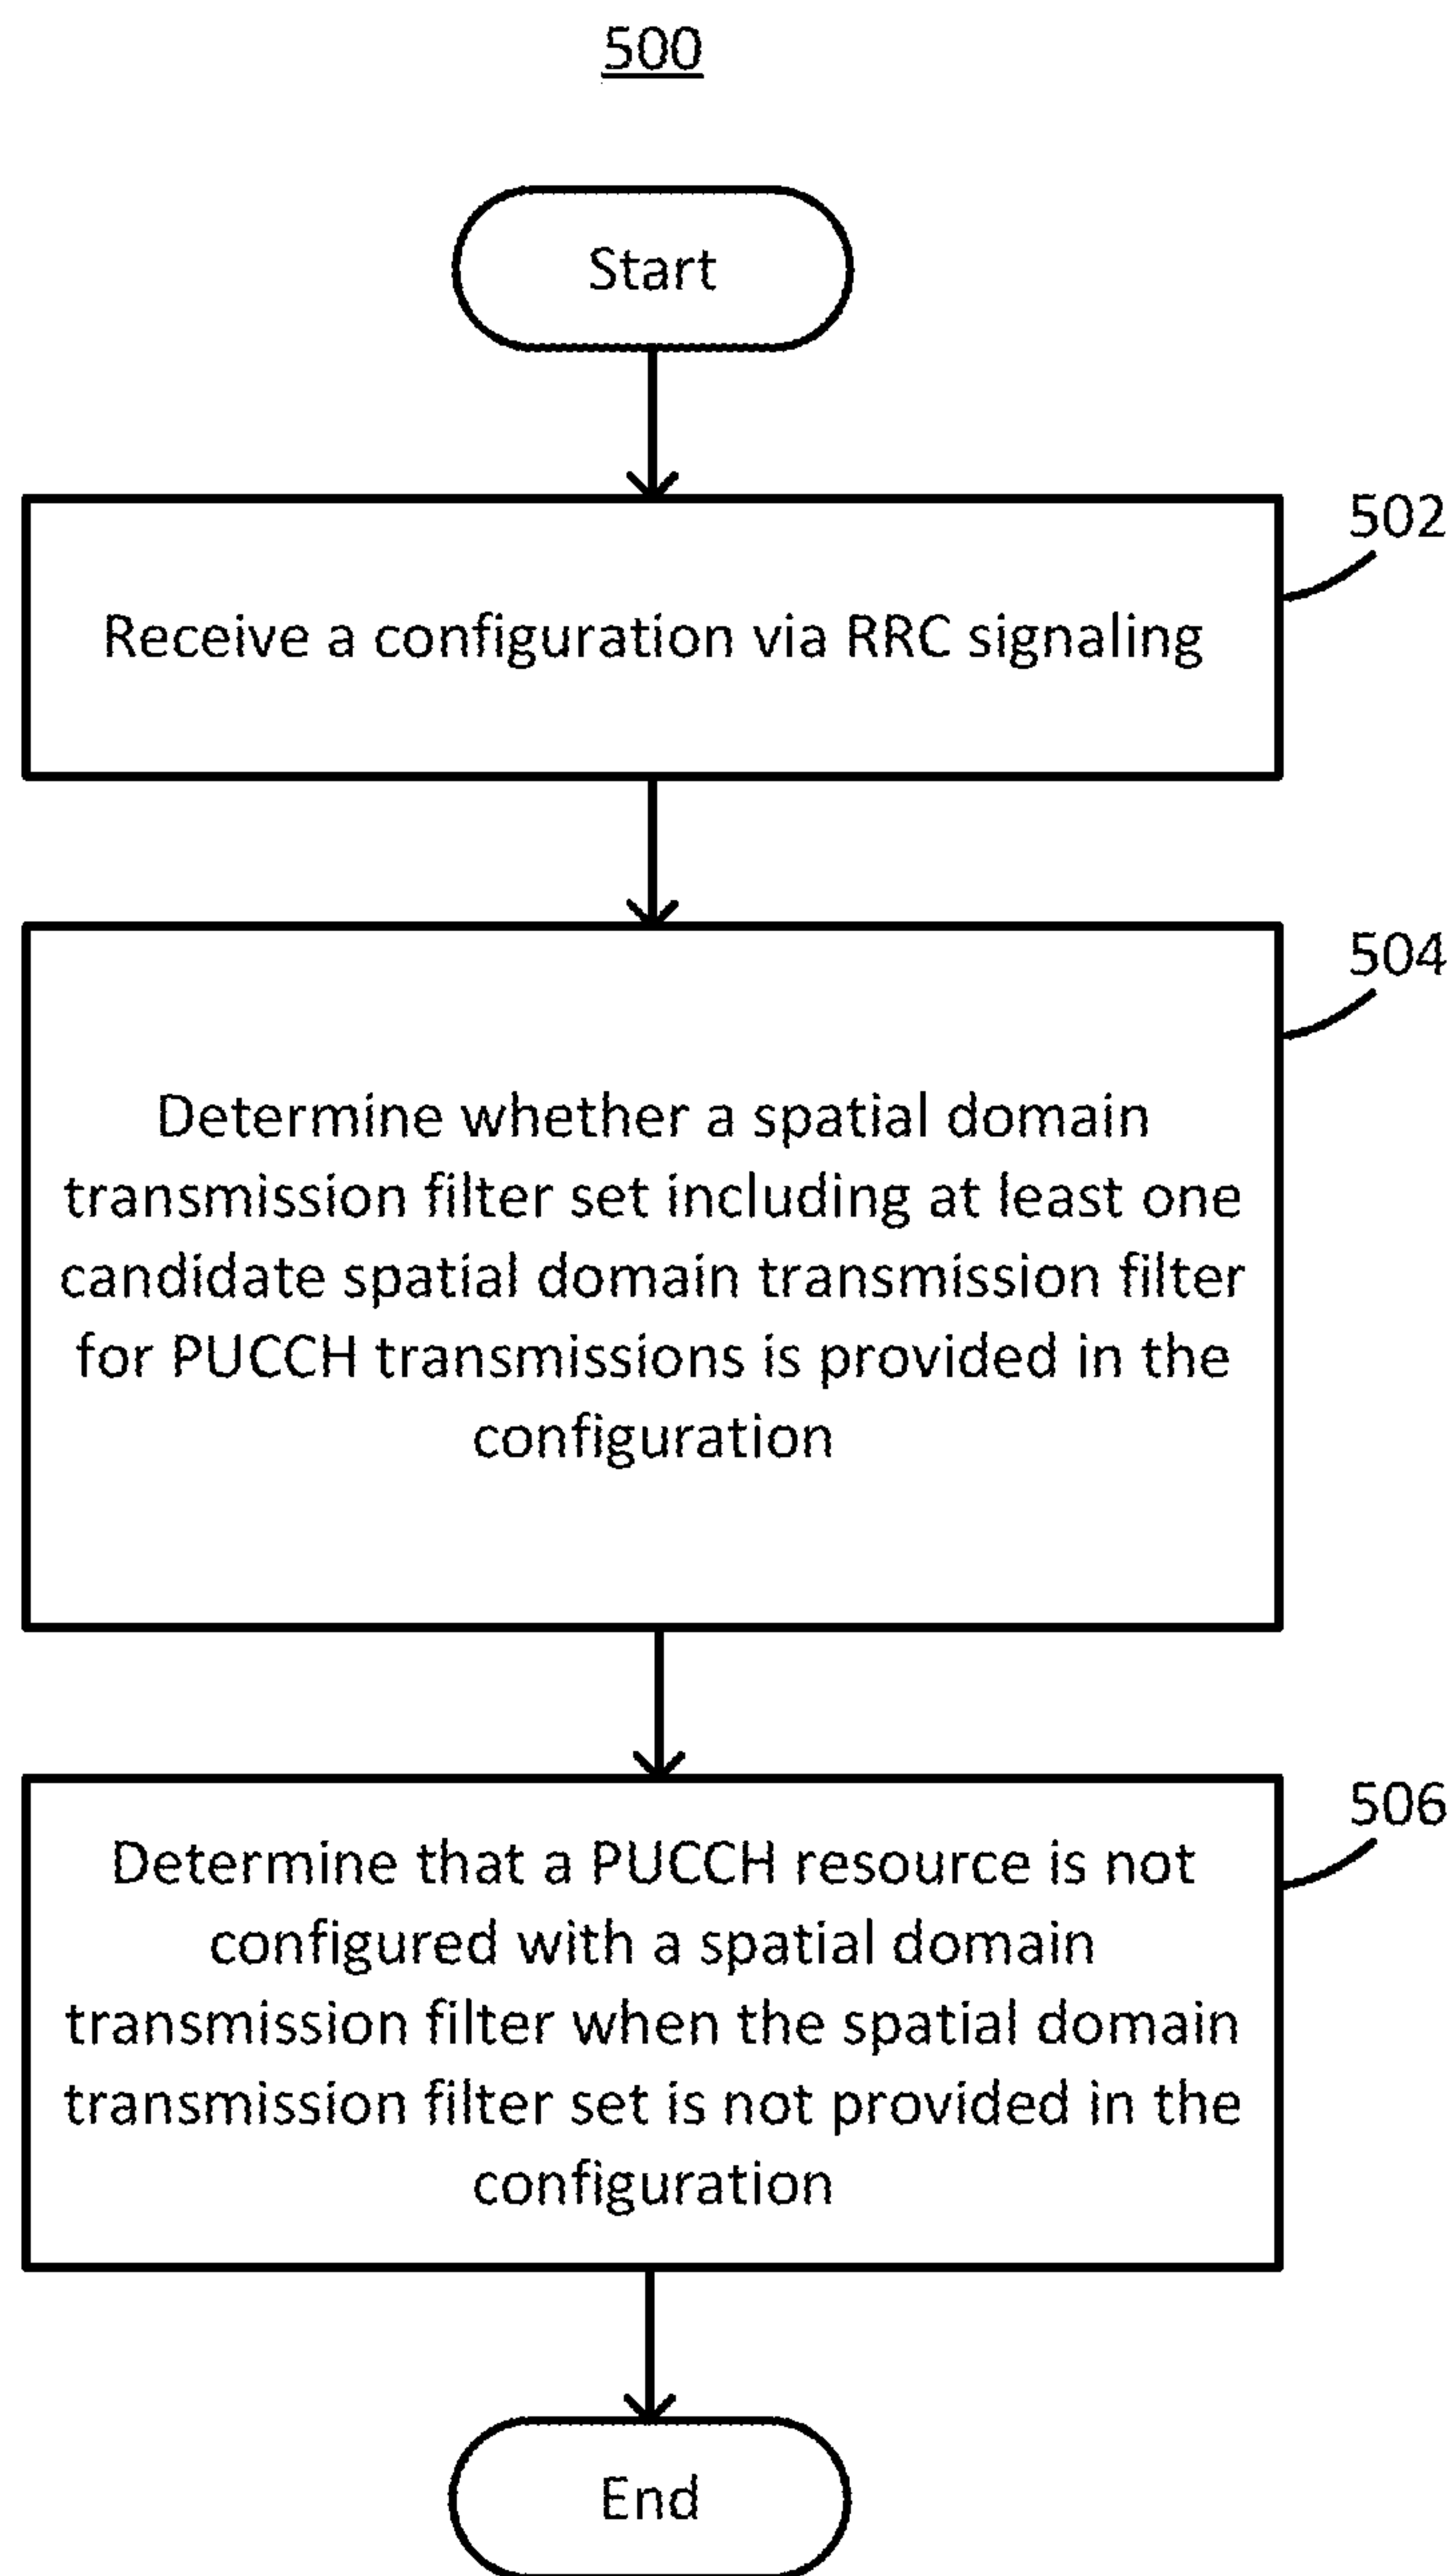 500
Start
502
Receive a configuration via RRC signaling
504
Determine whether a spatial domain
transmission filter set including at least one
candidate spatial domain transmission filter
for PUCCH transmissions is provided in the
configuration
506
Determine that a PUCCH resource is not
configured with a spatial domain
transmission filter when the spatial domain
transmission filter set is not provided in the
configuration
End